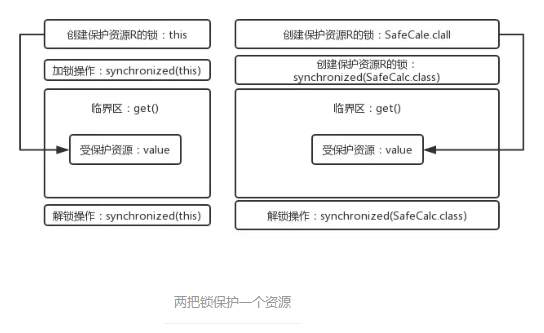 创建保护资源R的锁：this
加锁操作：synchronized(this)
临界区：get()
受保护资源：value
解锁操作：synchronized(this)
创建保护资源R的锁：SafeCale.clall
创建保护资源R的锁：
synchronized(SafeCalc.class)
临界区：get()
受保护资源：value
解锁操作：synchronized(SafeCalc.class)
两把锁保护一个资源